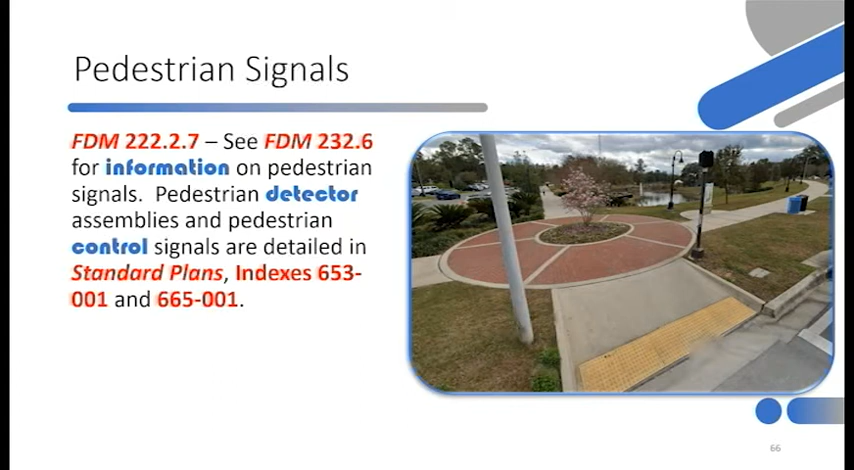 Pedestrian Signals
FDM 222.2.7 – See FDM 232.6
for information on pedestrian
signals. Pedestrian detector
assemblies and pedestrian
control signals are detailed in
Standard Plans, Indexes 653-
001 and 665-001.
66